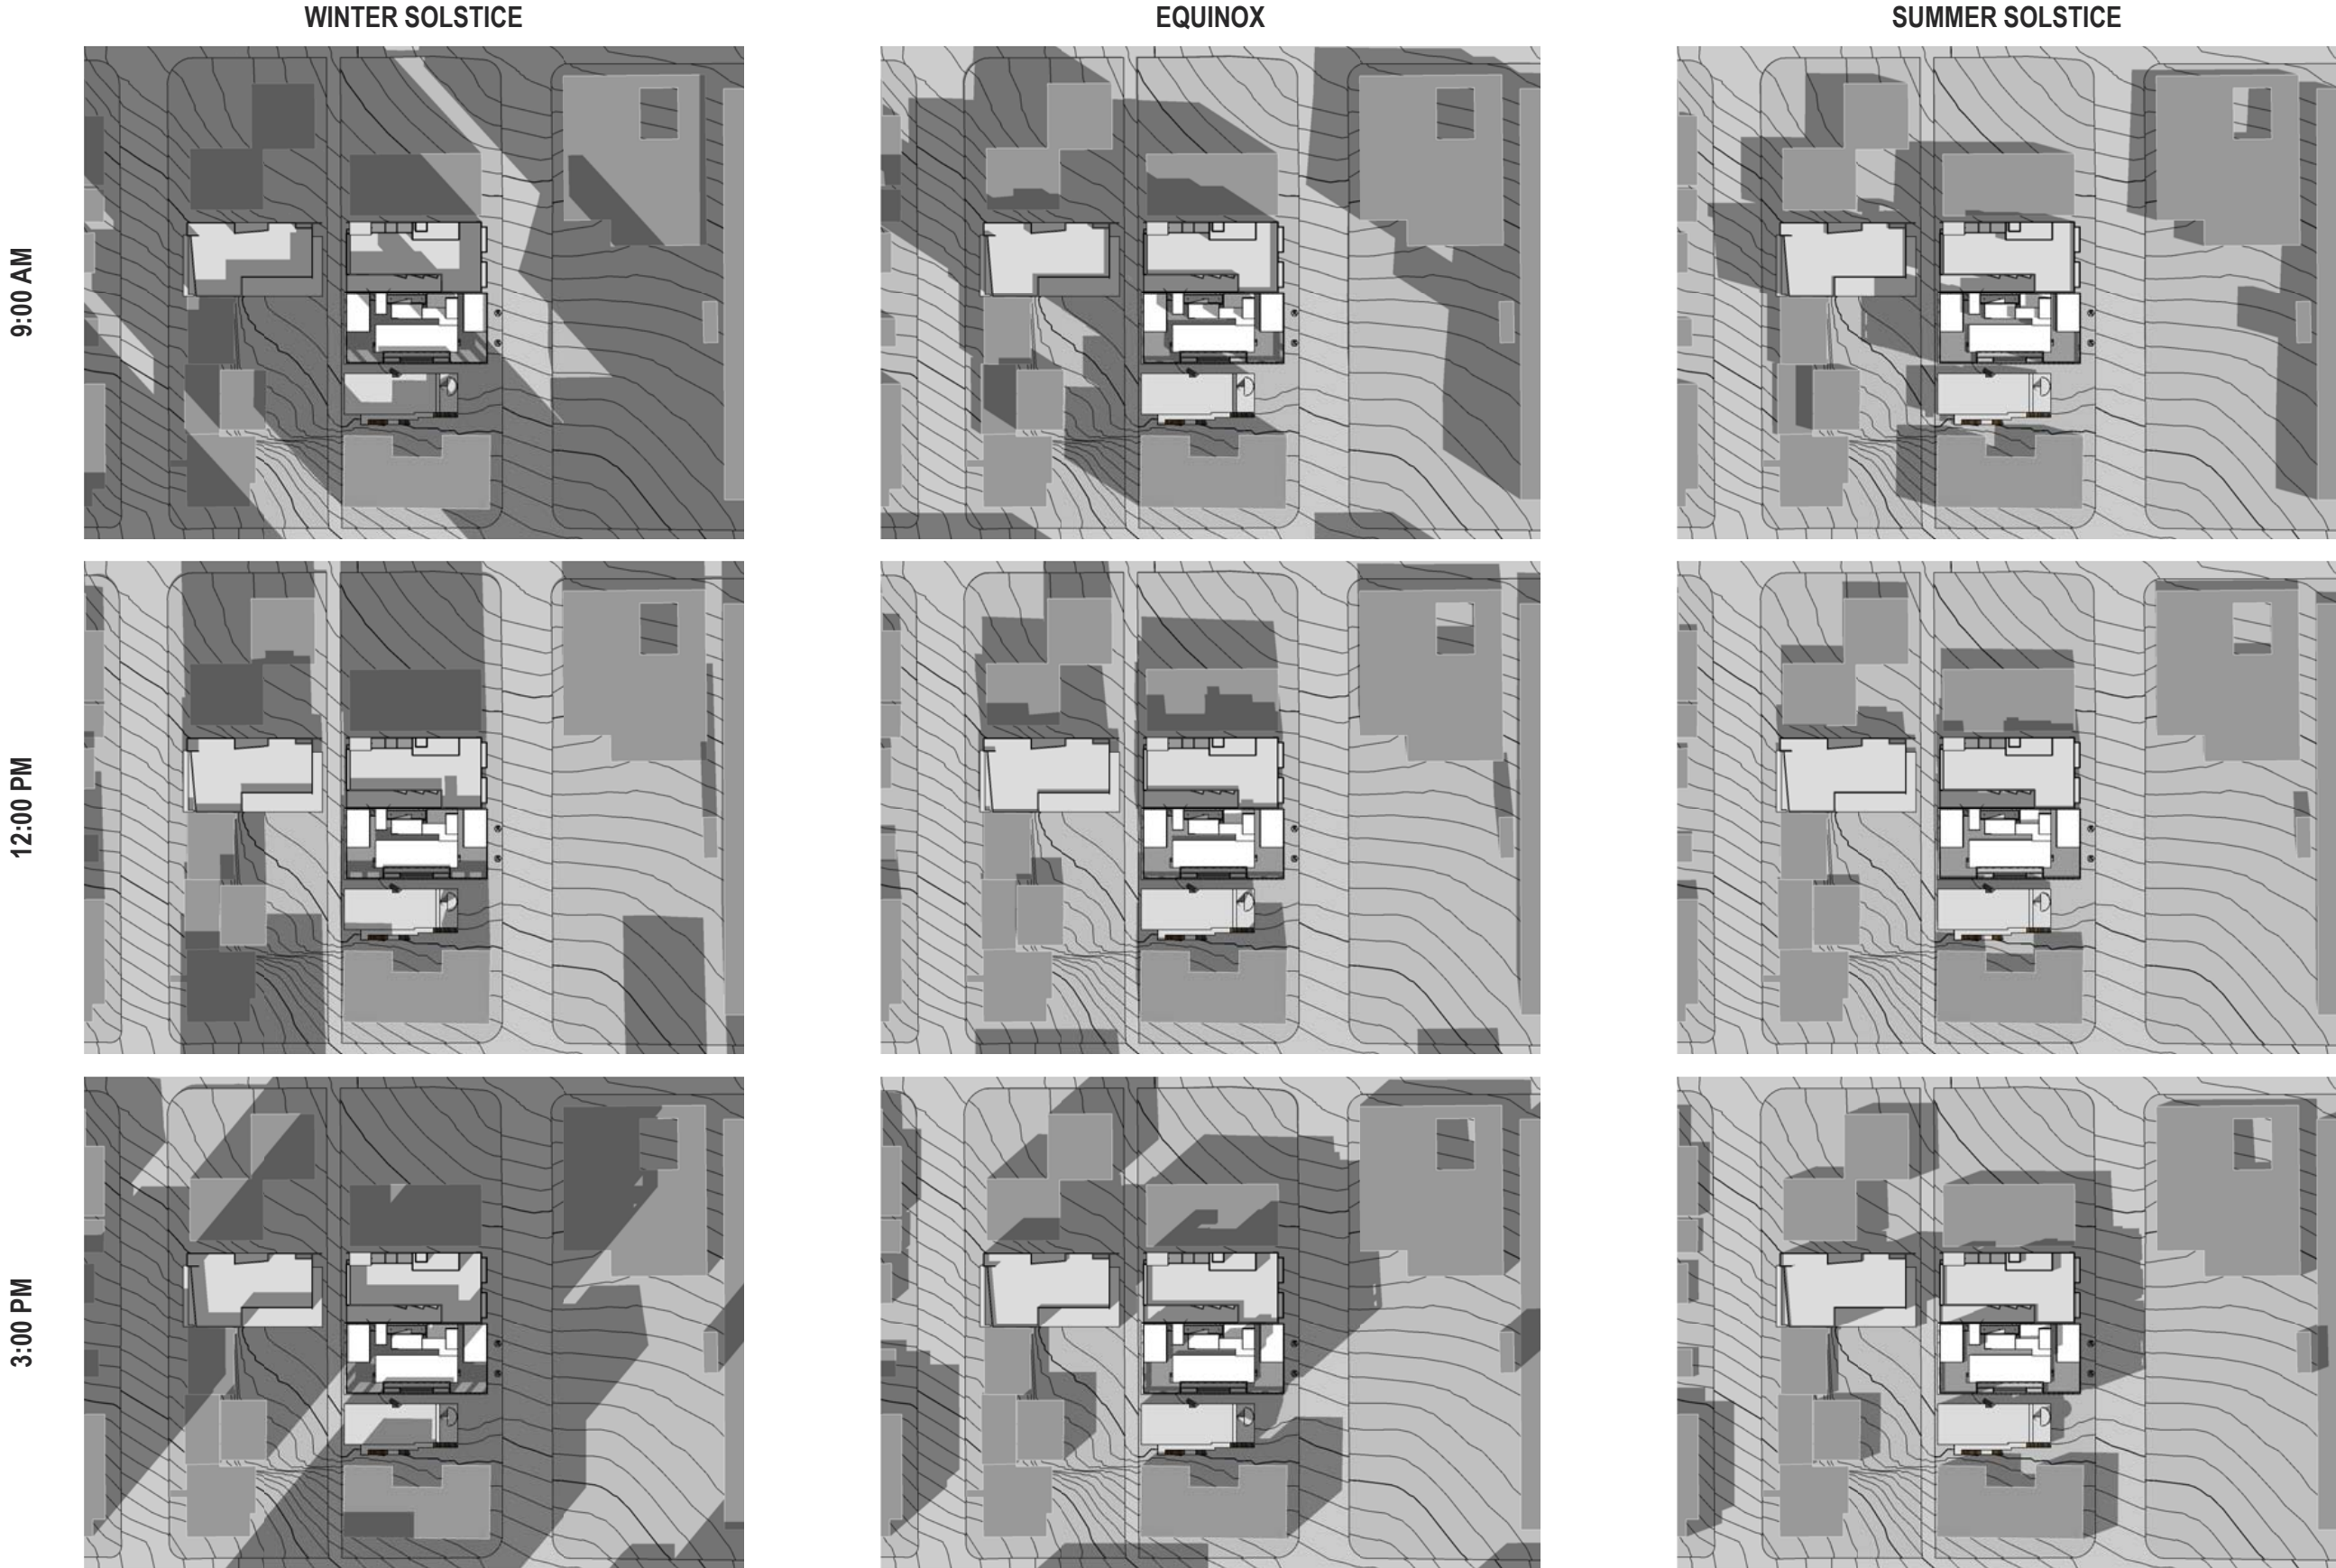 WINTER SOLSTICE
EQUINOX
SUMMER SOLSTICE
9:00 AM
12:00 PM
3:00 PM